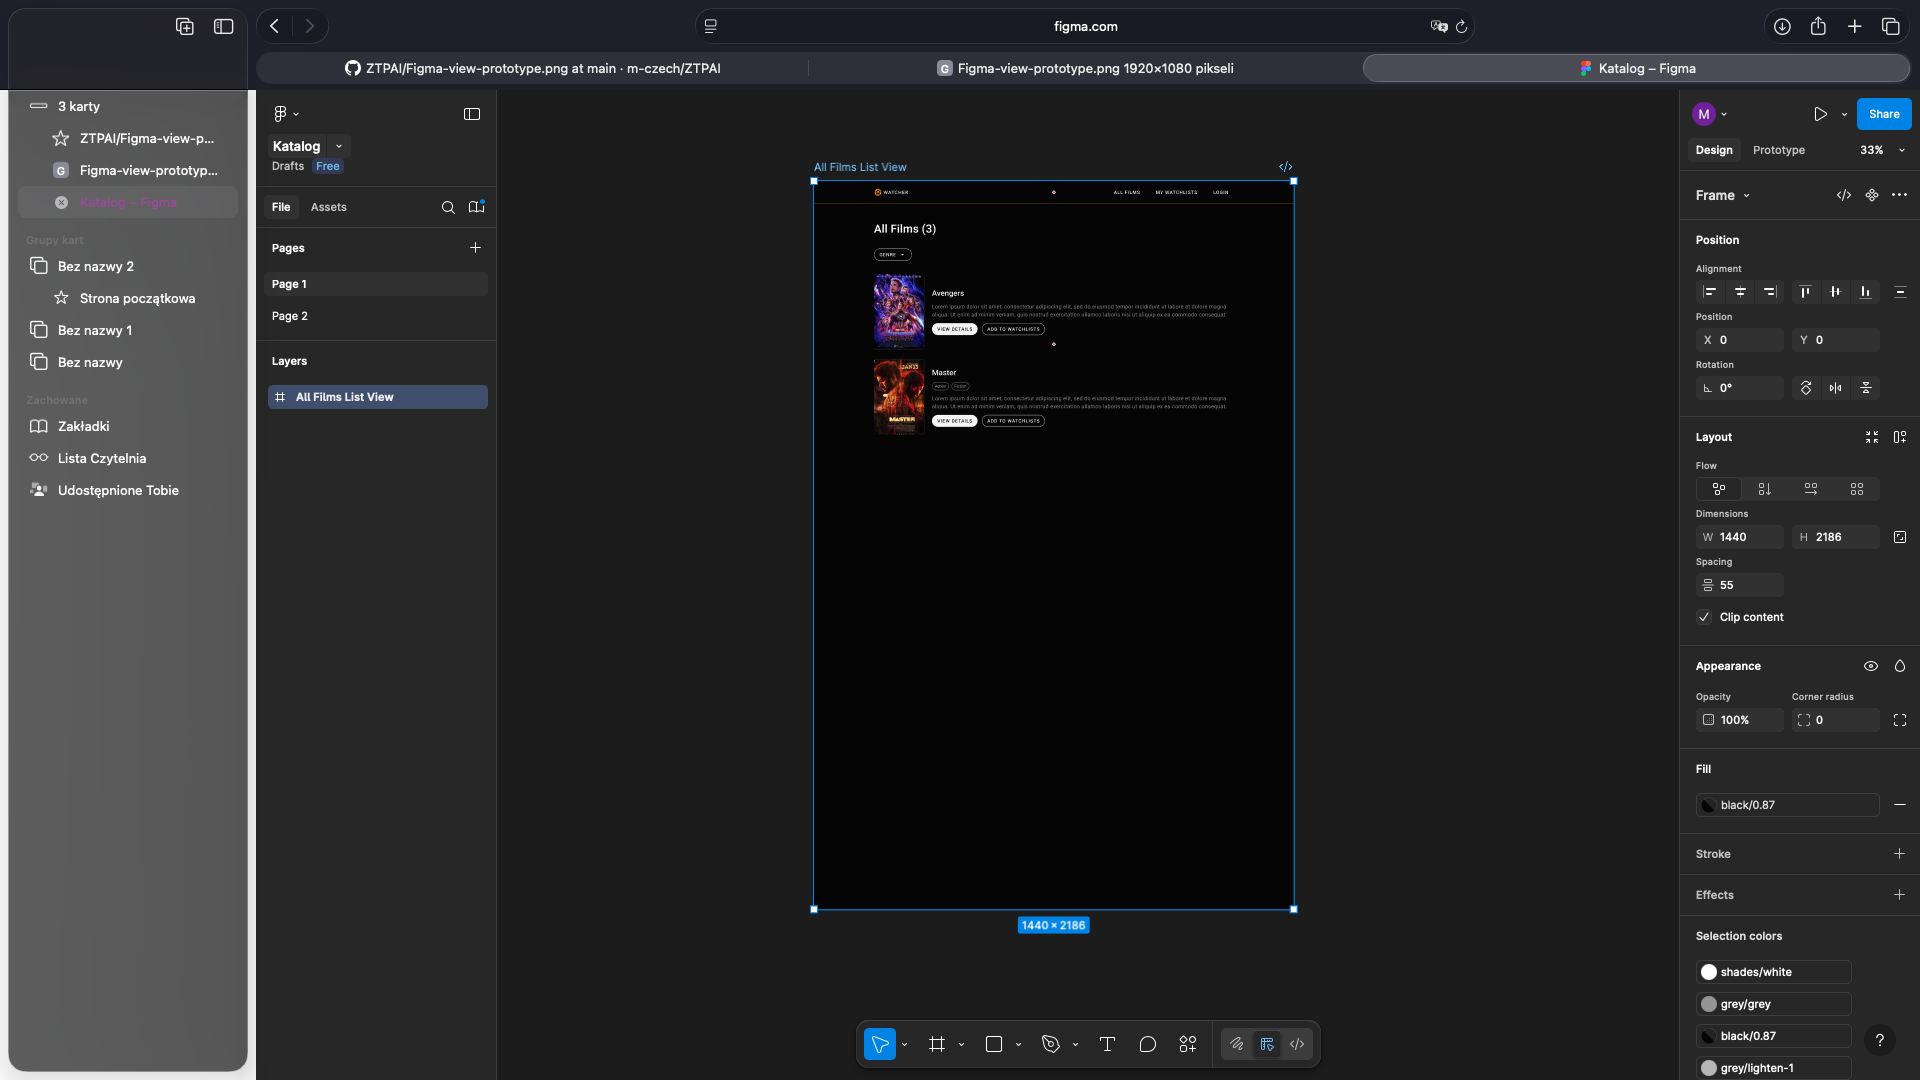 figma.com
ZTPAI/Figma-view-prototype.png at main · m-czech/ZTPAI
G Figma-view-prototype.png 1920×1080 pikseli
Katalog – Figma
3 karty
ZTPAI/Figma-view-p...
G Figma-view-prototyp...
Katalog – Figma
Grupy kart
Bez nazwy 2
Strona początkowa
Bez nazwy 1
Bez nazwy
Zachowane
Zakładki
Lista Czytelnia
Udostępnione Tobie
Katalog
Drafts Free
File Assets
Pages
Page 1
Page 2
Layers
All Films List View
All Films List View
WATCHER
ALL FILMS MY WATCHLISTS LOGIN
All Films (3)
GENRE
Avengers
Lorem ipsum dolor sit amet, consectetur adipiscing elit, sed do eiusmod tempor incididunt ut labore et dolore magna
aliqua. Ut enim ad minim veniam, quis nostrud exercitation ullamco laboris nisi ut aliquip ex ea commodo consequat.
VIEW DETAILS ADD TO WATCHLISTS
JAN13
MASTER
Master
Action Fiction
Lorem ipsum dolor sit amet, consectetur adipiscing elit, sed do eiusmod tempor incididunt ut labore et dolore magna
aliqua. Ut enim ad minim veniam, quis nostrud exercitation ullamco laboris nisi ut aliquip ex ea commodo consequat.
VIEW DETAILS ADD TO WATCHLISTS
1440 × 2186
M
Share
Design Prototype 33%
Frame
Position
Alignment
Position
X 0 Y 0
Rotation
0°
Layout
Flow
Dimensions
W 1440 H 2186
Spacing
55
Clip content
Appearance
Opacity Corner radius
100% 0
Fill
black/0.87
Stroke
Effects
Selection colors
shades/white
grey/grey
black/0.87
grey/lighten-1
?